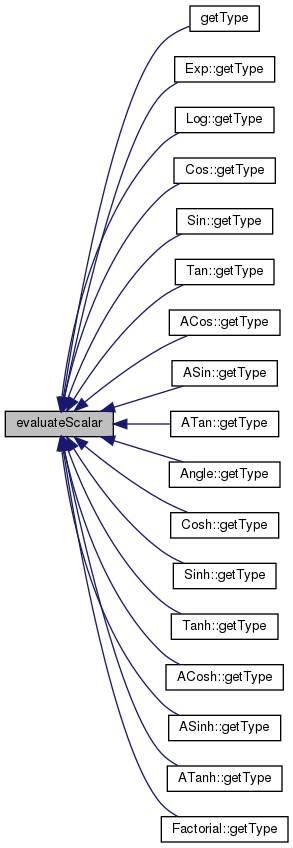 getType
Exp::getType
Log::getType
Cos::getType
Sin::getType
Tan::getType
ACos::getType
ASin::getType
evaluateScalar
ATan::getType
Angle::getType
Cosh::getType
Sinh::getType
Tanh::getType
ACosh::getType
ASinh::getType
ATanh::getType
Factorial::getType